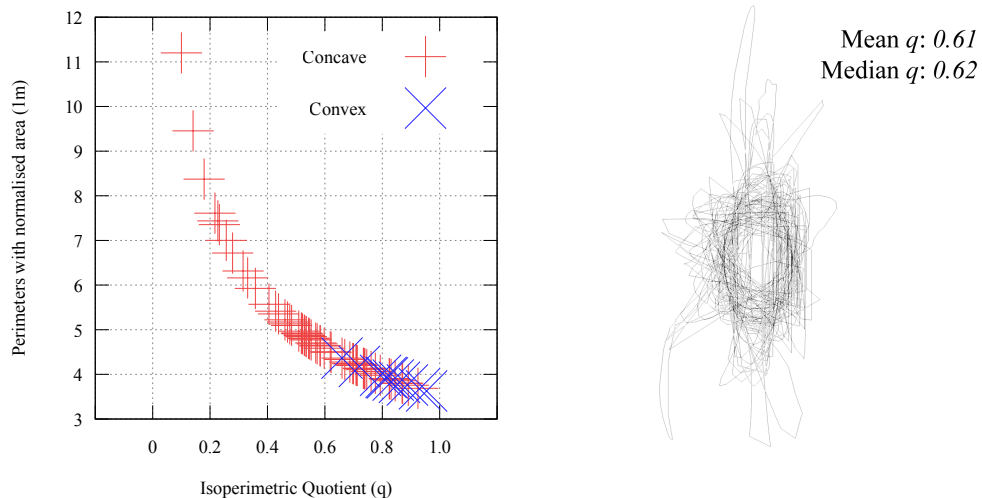 12
11
10
9
8
7
6
5
4
3
Perimeters with normalised area (1m)
Concave
Convex
0 0.2 0.4 0.6 0.8 1.0
Isoperimetric Quotient (q)
Mean q: 0.61
Median q: 0.62